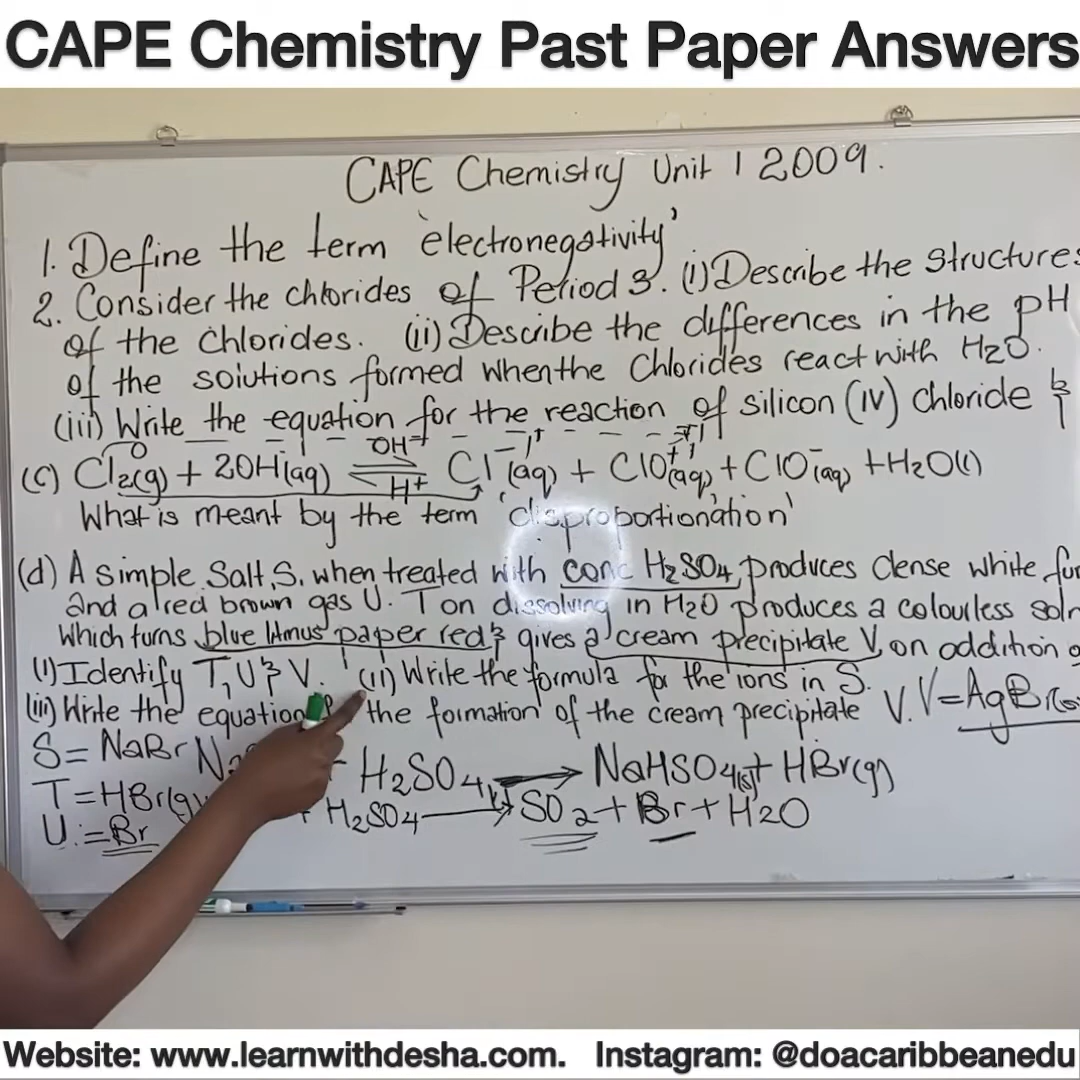 CAPE Chemistry Past Paper Answers
CAPE Chemistry Unit 1 2009.
1. Define the term 'electronegativity'
2. Consider the chlorides of Period 3. (i) Describe the structures
of the chlorides. (ii) Describe the differences in the pH
of the solutions formed when the Chlorides react with H2O.
(iii) Write the equation for the reaction of silicon (IV) chloride &
(c) Cl2(g) + 2OH(aq) ⇌ Cl⁻(aq) + ClO(aq) + ClO⁻(aq) + H2O(l)
OH⁻
H⁺
What is meant by the term 'disproportionation'
(d) A simple Salt, S, when treated with conc H2SO4, produces dense white
and a red brown gas U. T on dissolving in H2O produces a colourless
which turns blue litmus paper red & gives a cream precipitate V, on addition
(i) Identify T, U & V. (ii) Write the formula for the ions in S.
(iii) Write the equation the formation of the cream precipitate V. V = AgBr
S = NaBr + H2SO4 → NaHSO4(s) + HBr(g)
T = HBr(g) + H2SO4 → SO2 + Br + H2O
U := Br
Website: www.learnwithdesha.com. Instagram: @doacaribbeanedu